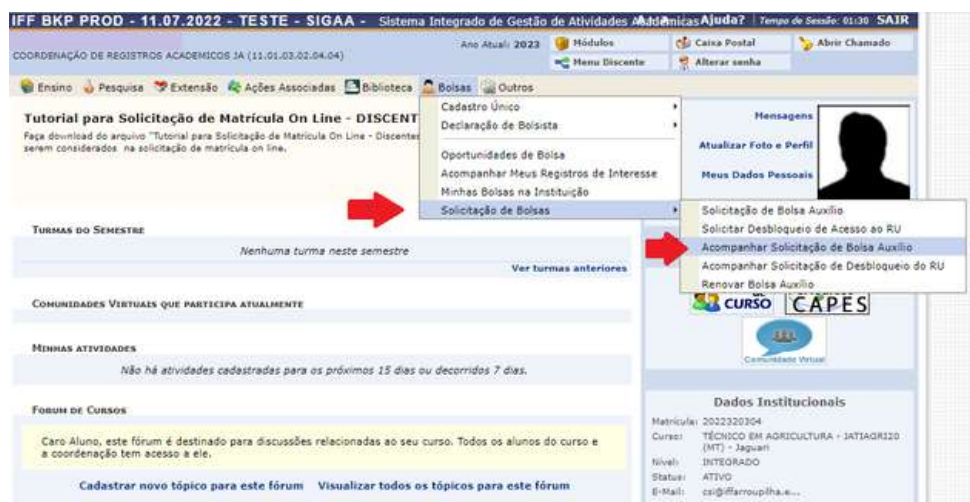 IFF BKP PROD - 11.07.2022 - TESTE - SIGAA - Sistema Integrado de Gestão de Atividades Acadêmicas Ajuda? Tempo de Sessão: 01:30 SAIR
COORDENAÇÃO DE REGISTROS ACADEMICOS JA (11.01.03.02.04.04)
Ano Atual: 2023
Módulos
Caixa Postal
Abrir Chamado
Menu Discente
Alterar senha
Ensino Pesquisa Extensão Ações Associadas Biblioteca Bolsas Outros
Tutorial para Solicitação de Matrícula On Line - DISCENT
Faça download do arquivo "Tutorial para Solicitação de Matrícula On Line - Discentes
serem considerados na solicitação de matrícula on line.
Cadastro Único
Declaração de Bolsista
Oportunidades de Bolsa
Acompanhar Meus Registros de Interesse
Minhas Bolsas na Instituição
Solicitação de Bolsas
Mensagens
Atualizar Foto e Perfil
Meus Dados Pessoais
Solicitação de Bolsa Auxílio
Solicitar Desbloqueio de Acesso ao RU
Acompanhar Solicitação de Bolsa Auxílio
Acompanhar Solicitação de Desbloqueio do RU
Renovar Bolsa Auxílio
TURMAS DO SEMESTRE
Nenhuma turma neste semestre
Ver turmas anteriores
COMUNIDADES VIRTUAIS QUE PARTICIPA ATUALMENTE
CURSO
CAPES
Comunidade Virtual
MINHAS ATIVIDADES
Não há atividades cadastradas para os próximos 15 dias ou decorridos 7 dias.
FORUM DE CURSOS
Caro Aluno, este fórum é destinado para discussões relacionadas ao seu curso. Todos os alunos do curso e
a coordenação tem acesso a ele.
Cadastrar novo tópico para este fórum Visualizar todos os tópicos para este fórum
Dados Institucionais
Matrícula: 2022320304
Curso: TÉCNICO EM AGRICULTURA - JATIAGRI20
(MT) - Jaguari
Nível: INTEGRADO
Status: ATIVO
E-Mail: csi@iffarroupilha.e...